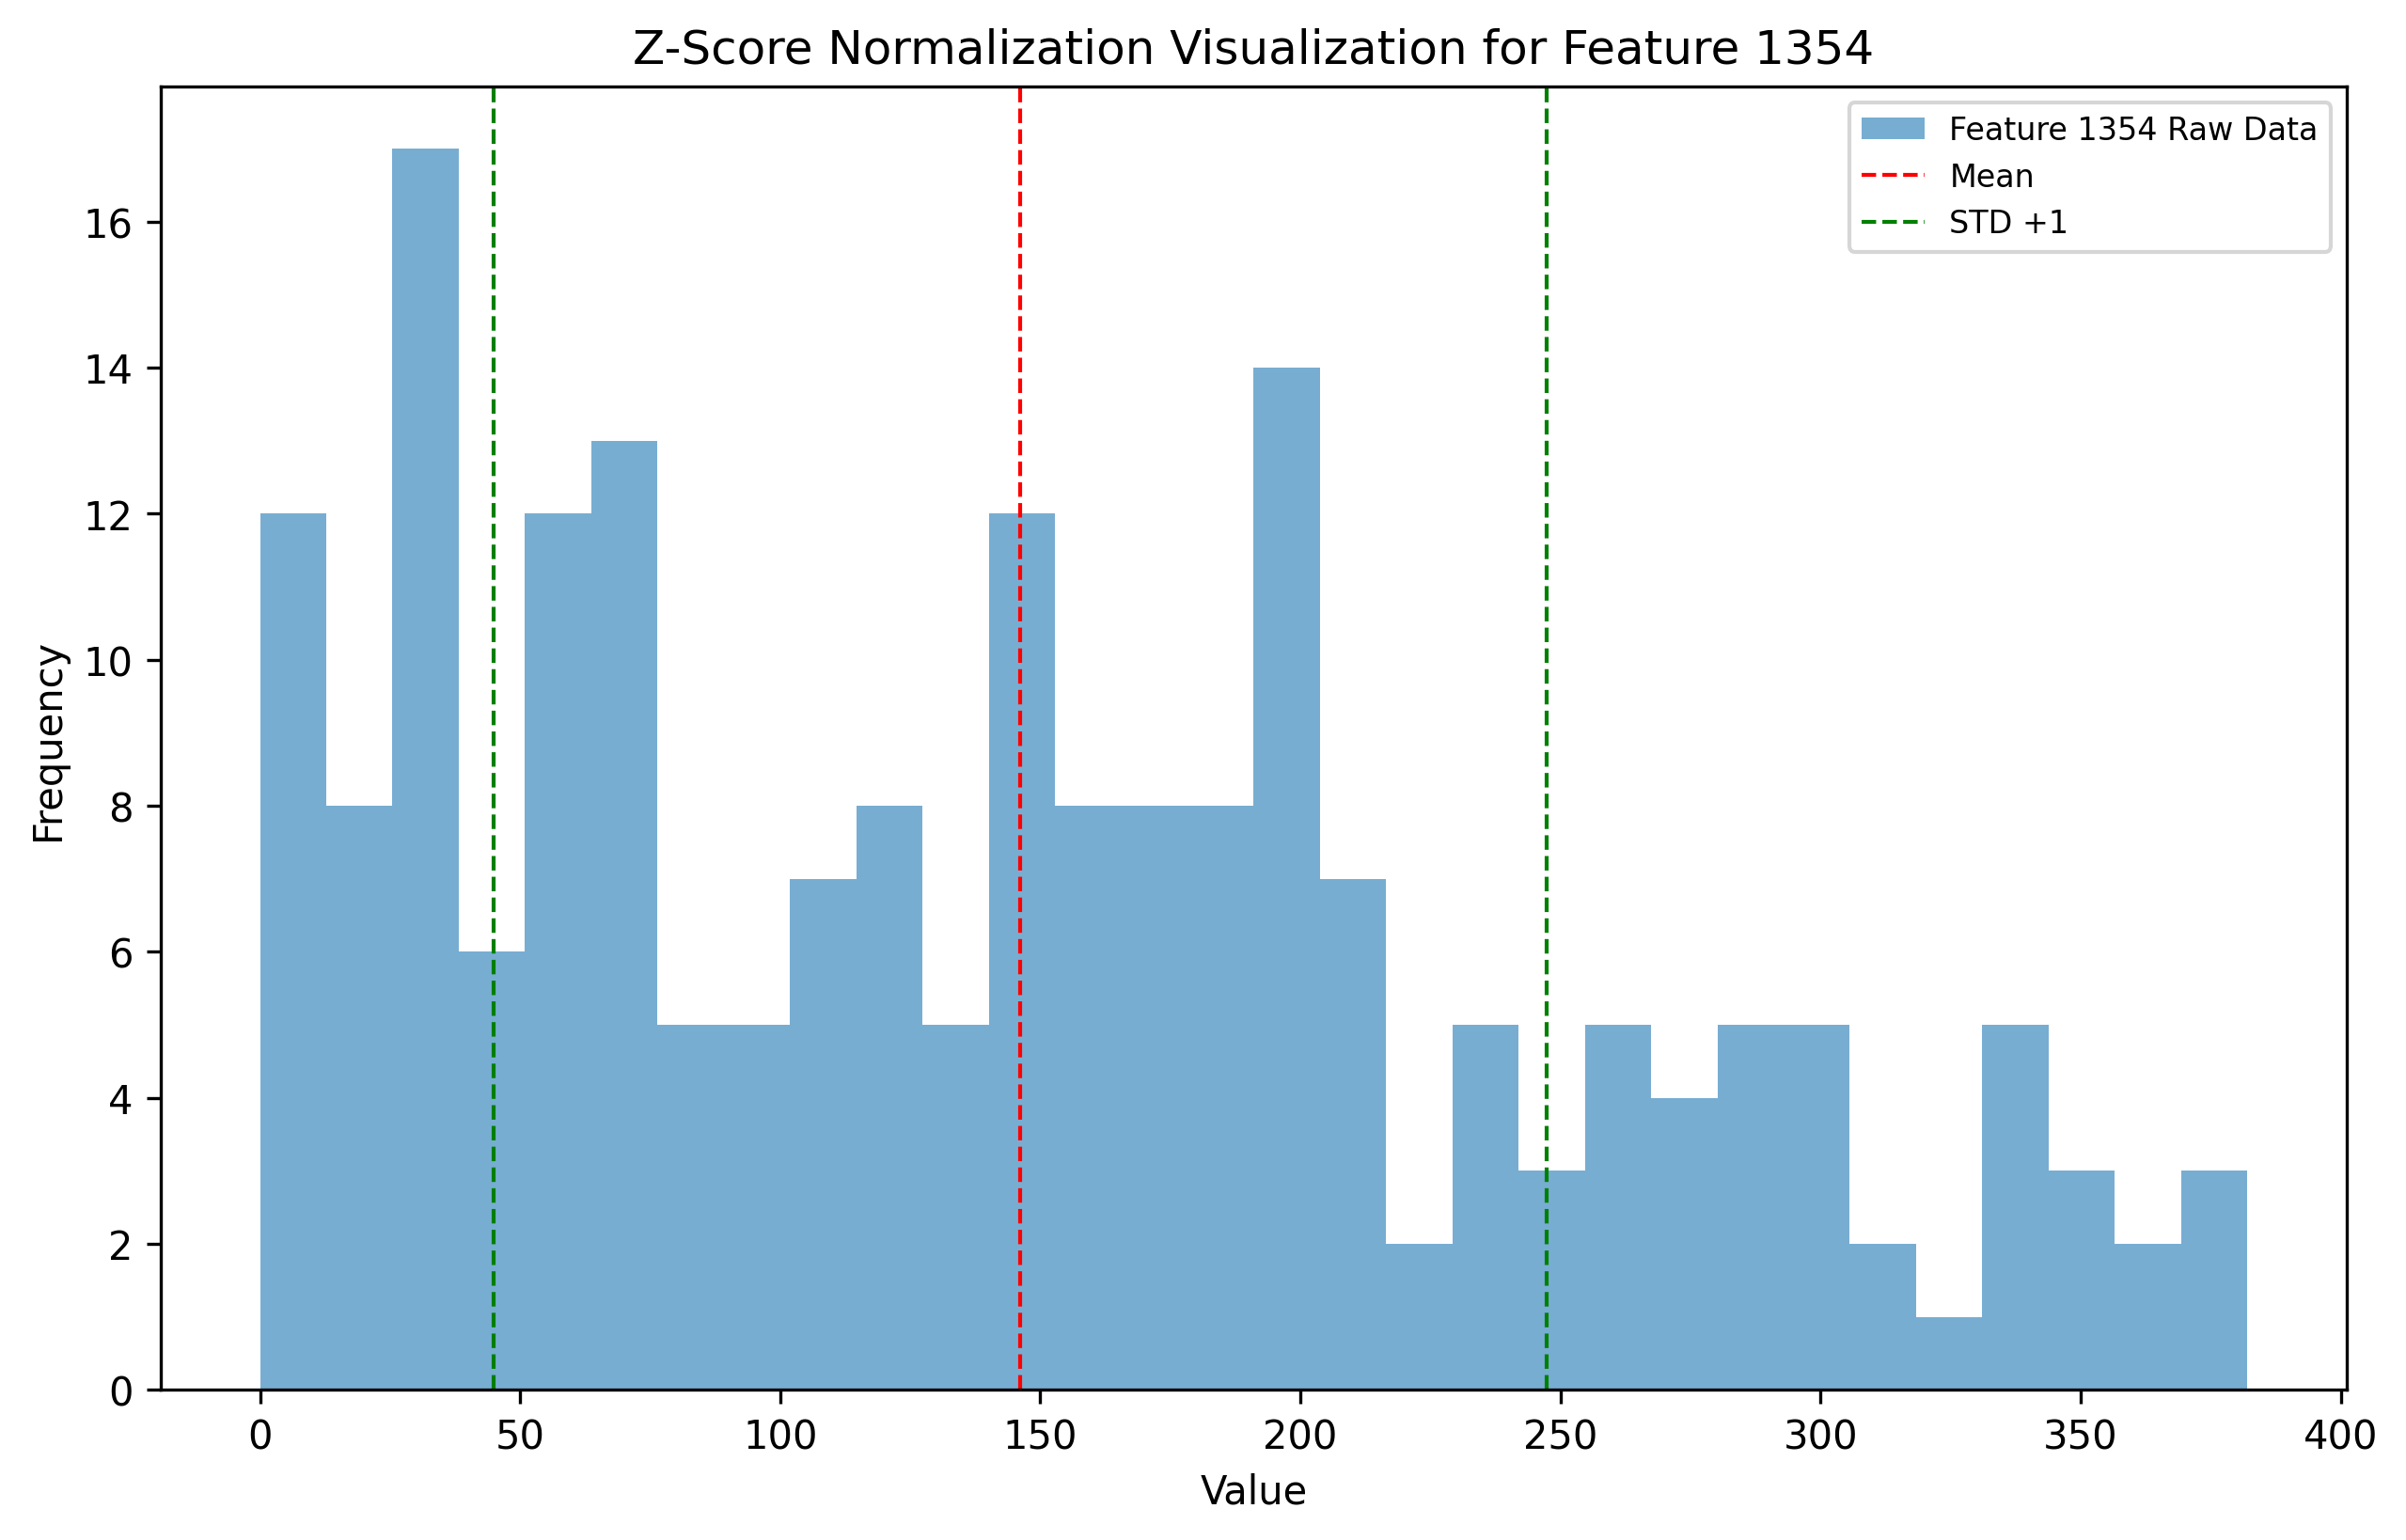 Z-Score Normalization Visualization for Feature 1354
Feature 1354 Raw Data
Mean
STD +1
16
14
12
10
8
6
4
2
0
Frequency
0 50 100 150 200 250 300 350 400
Value